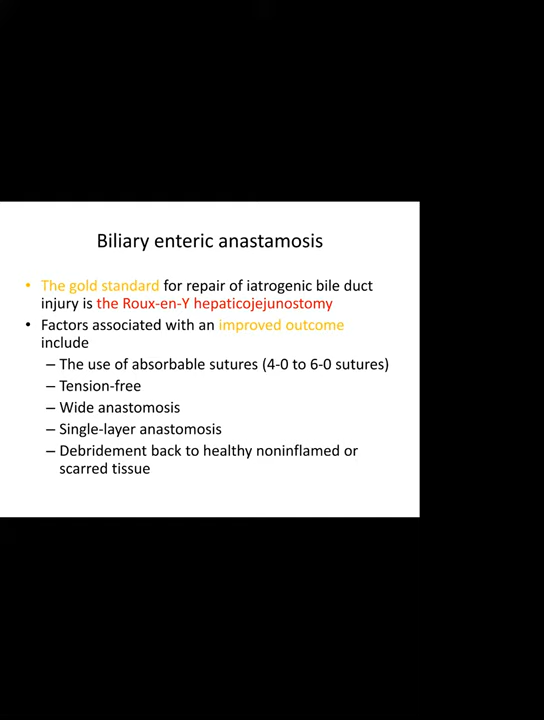 Biliary enteric anastamosis
• The gold standard for repair of iatrogenic bile duct
injury is the Roux-en-Y hepaticojejunostomy
• Factors associated with an improved outcome
include
– The use of absorbable sutures (4-0 to 6-0 sutures)
– Tension-free
– Wide anastomosis
– Single-layer anastomosis
– Debridement back to healthy noninflamed or
scarred tissue